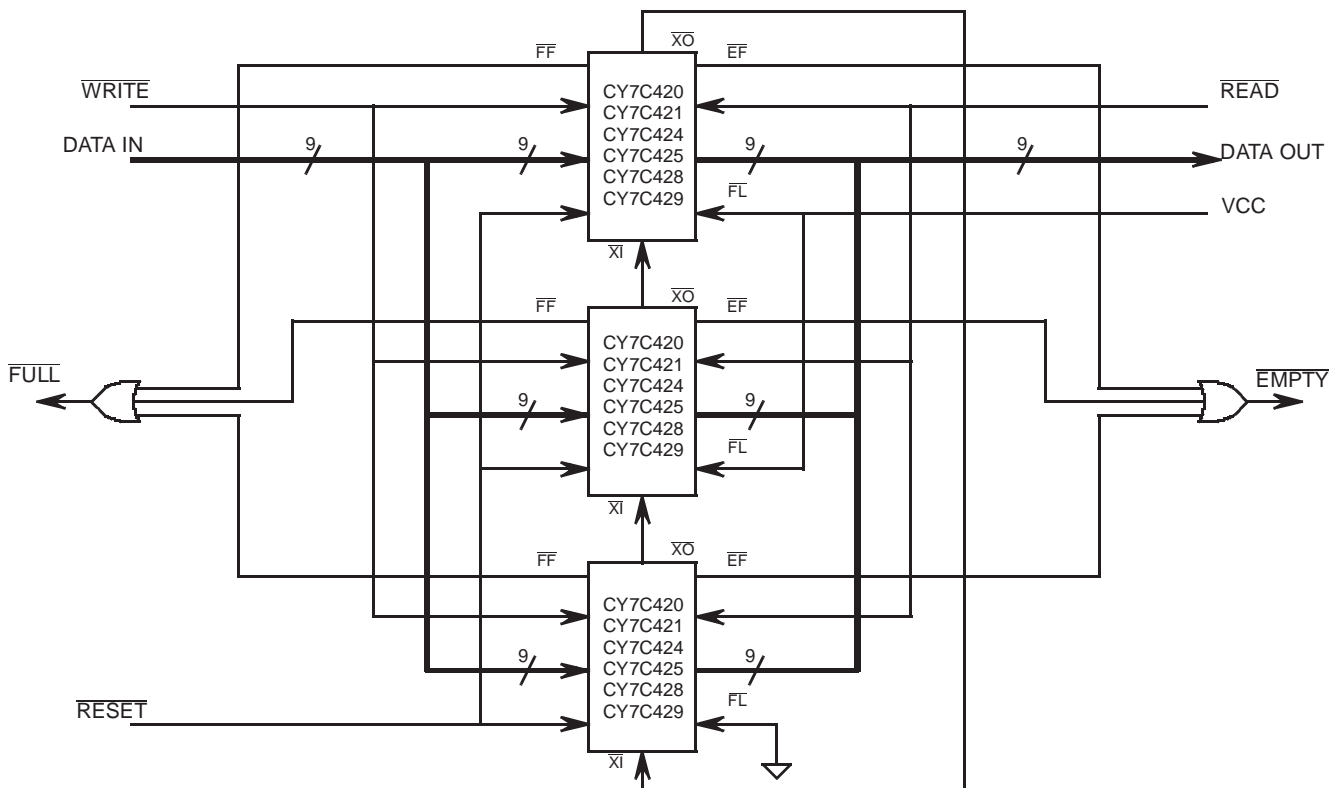 XO
FF
EF
WRITE
CY7C420
READ
CY7C421
DATA IN
9
9
CY7C424
CY7C425
CY7C428
CY7C429
9
9
DATA OUT
FL
VCC
XI
XO
FF
EF
CY7C420
CY7C421
CY7C424
CY7C425
CY7C428
CY7C429
FULL
9
9
EMPTY
FL
XI
XO
FF
EF
CY7C420
CY7C421
CY7C424
CY7C425
CY7C428
CY7C429
9
9
FL
RESET
XI